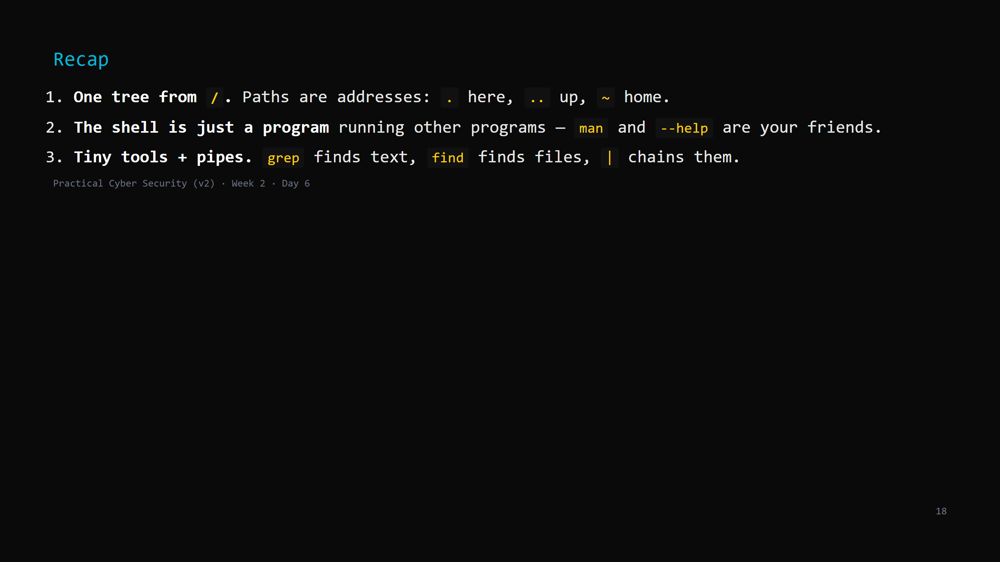 Recap
1. One tree from /. Paths are addresses: . here, .. up, ~ home.
2. The shell is just a program running other programs — man and --help are your friends.
3. Tiny tools + pipes. grep finds text, find finds files, | chains them.
Practical Cyber Security (v2) · Week 2 · Day 6
18